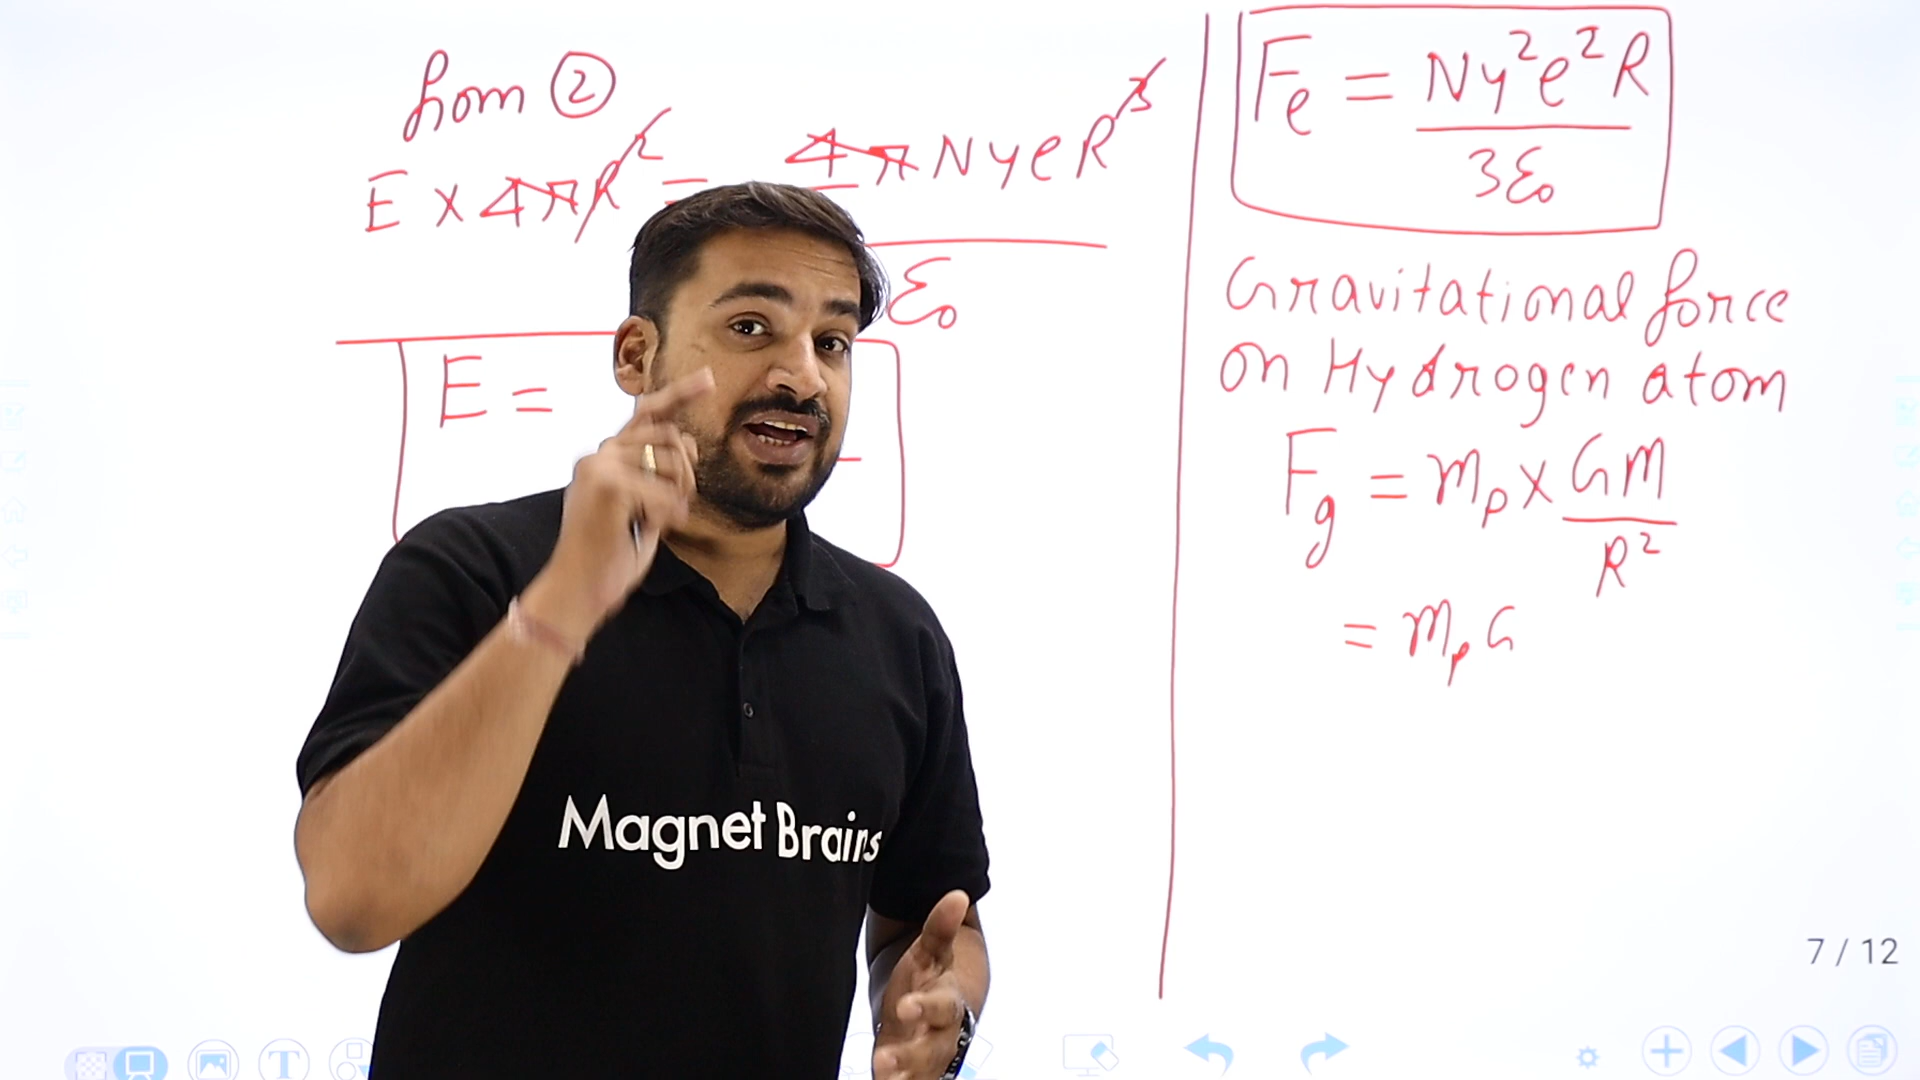 from ②
E × 4πR² = 4πNyeR³
ε₀
E =
Fe = Ny²e²R
3ε₀
Gravitational force
on Hydrogen atom
Fg = mp × GM
R²
= mp G
Magnet Brains
7 / 12
T